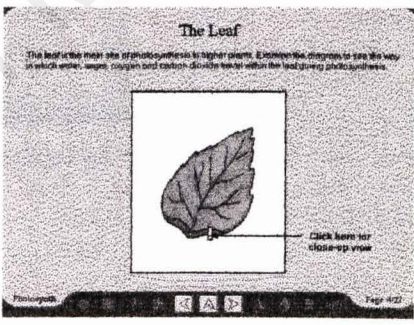 The Leaf
The leaf is the main site of photosynthesis in higher plants. Examine the diagram to see the way
in which water, sugar, oxygen and carbon dioxide travel within the leaf during photosynthesis.
Click here for
close-up view
A
Page 4/22